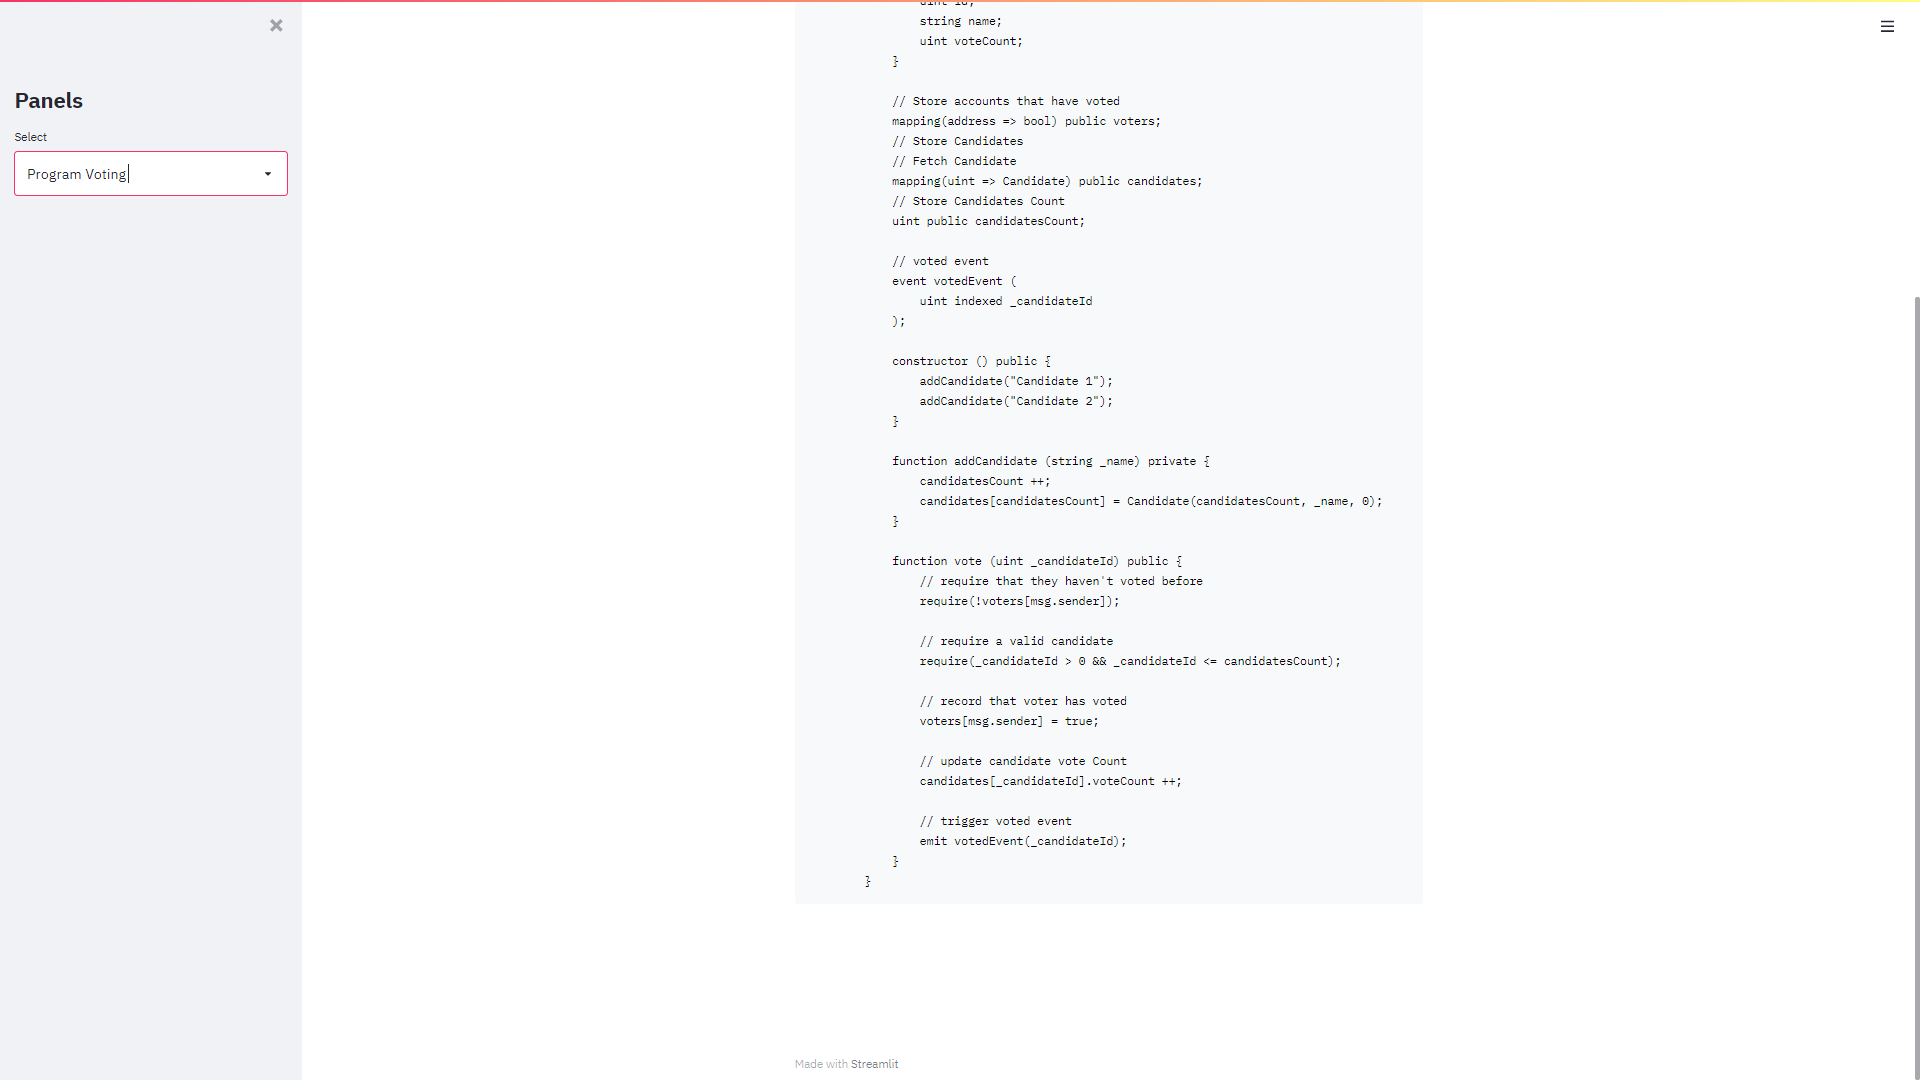 Panels
Select
Program Voting
string name;
uint voteCount;
}
// Store accounts that have voted
mapping(address => bool) public voters;
// Store Candidates
// Fetch Candidate
mapping(uint => Candidate) public candidates;
// Store Candidates Count
uint public candidatesCount;
// voted event
event votedEvent (
uint indexed _candidateId
);
constructor () public {
addCandidate("Candidate 1");
addCandidate("Candidate 2");
}
function addCandidate (string _name) private {
candidatesCount ++;
candidates[candidatesCount] = Candidate(candidatesCount, _name, 0);
}
function vote (uint _candidateId) public {
// require that they haven't voted before
require(!voters[msg.sender]);
// require a valid candidate
require(_candidateId > 0 && _candidateId <= candidatesCount);
// record that voter has voted
voters[msg.sender] = true;
// update candidate vote Count
candidates[_candidateId].voteCount ++;
// trigger voted event
emit votedEvent(_candidateId);
}
}
Made with Streamlit